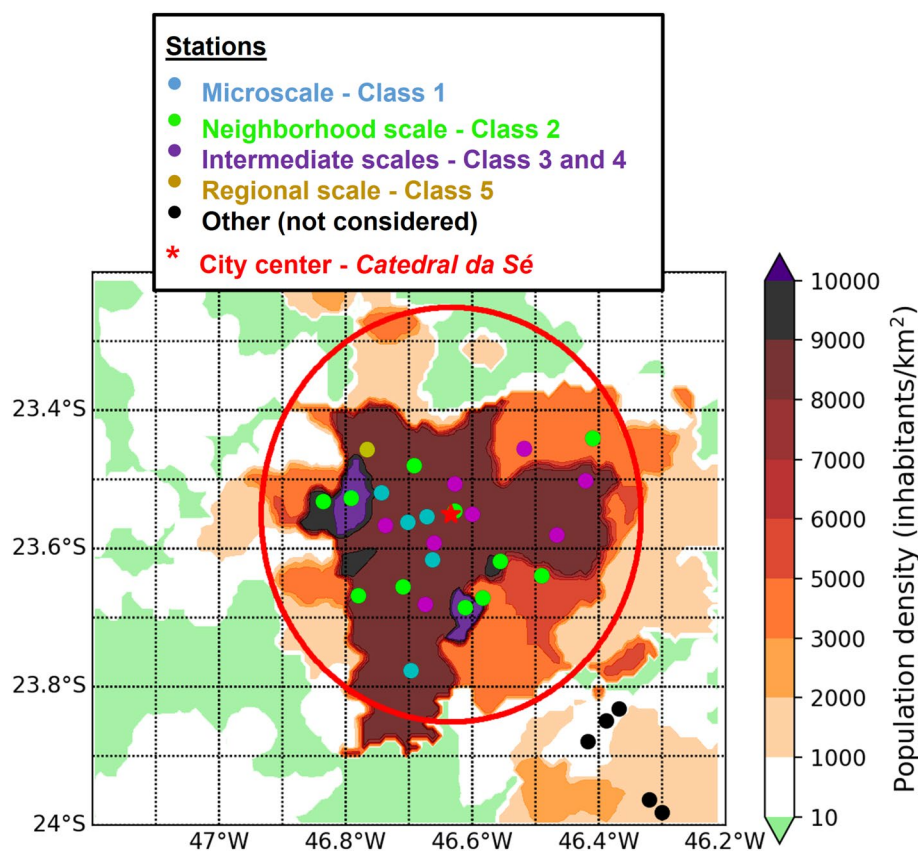 Stations
Microscale - Class 1
Neighborhood scale - Class 2
Intermediate scales - Class 3 and 4
Regional scale - Class 5
Other (not considered)
* City center - Catedral da Sé
23.4°S
23.6°S
23.8°S
24°S
47°W
46.8°W
46.6°W
46.4°W
46.2°W
10000
9000
8000
7000
6000
5000
3000
2000
1000
10
Population density (inhabitants/km²)